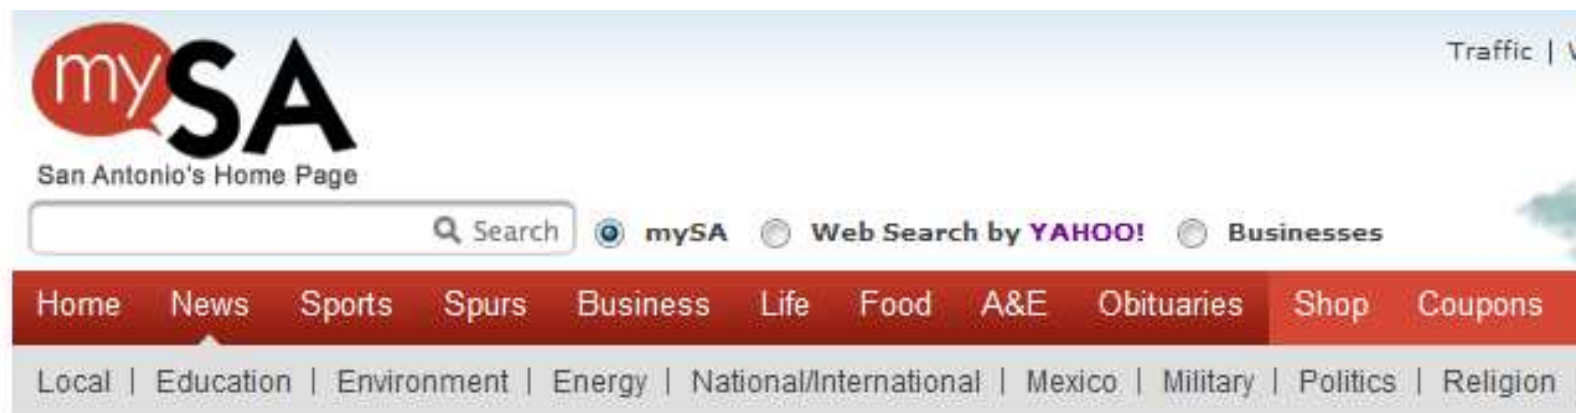 mySA
Traffic |
San Antonio's Home Page
Search mySA Web Search by YAHOO! Businesses
Home News Sports Spurs Business Life Food A&E Obituaries Shop Coupons
Local | Education | Environment | Energy | National/International | Mexico | Military | Politics | Religion